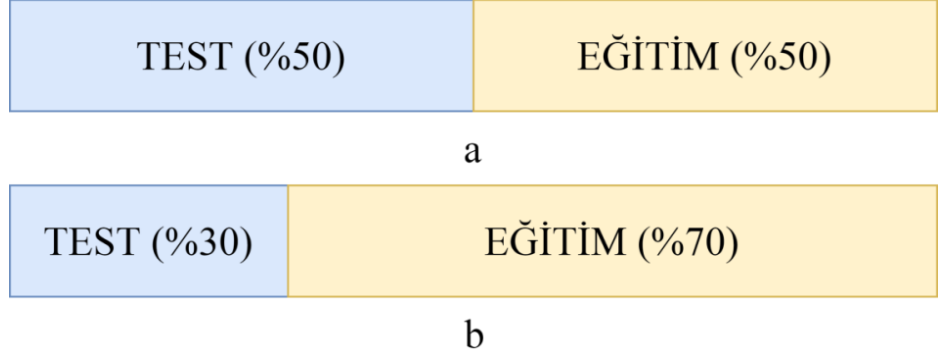 TEST (%50) EĞİTİM (%50)
a
TEST (%30) EĞİTİM (%70)
b